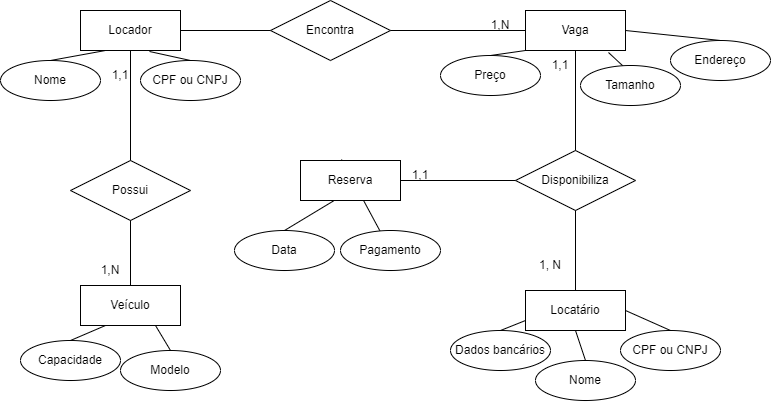 Locador
Encontra
1,N
Vaga
Nome
1,1
CPF ou CNPJ
Preço
1,1
Tamanho
Endereço
Possui
Reserva
1,1
Disponibiliza
Data
Pagamento
1,N
1, N
Veículo
Locatário
Capacidade
Modelo
Dados bancários
Nome
CPF ou CNPJ